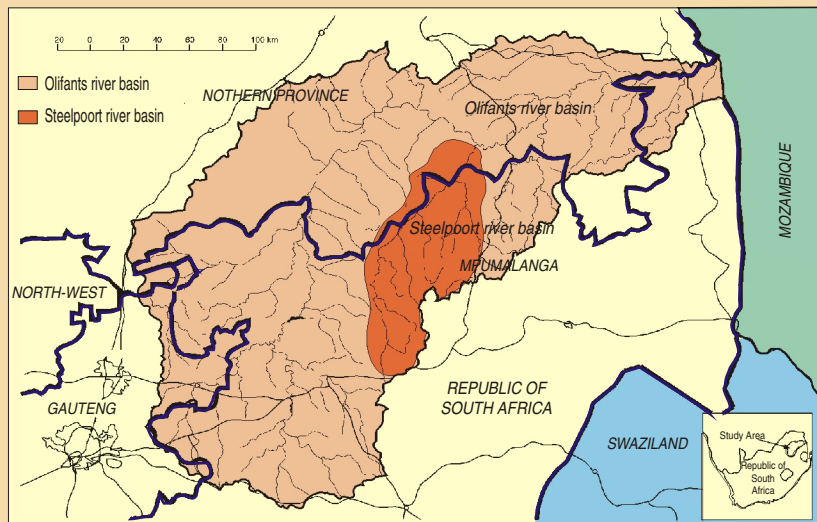 20 0 20 40 60 80 100 km
Olifants river basin
Steelpoort river basin
NOTHERN PROVINCE
Olifants river basin
Steelpoort river basin
MPUMALANGA
MOZAMBIQUE
NORTH-WEST
GAUTENG
REPUBLIC OF
SOUTH AFRICA
SWAZILAND
Study Area
Republic of
South
Africa